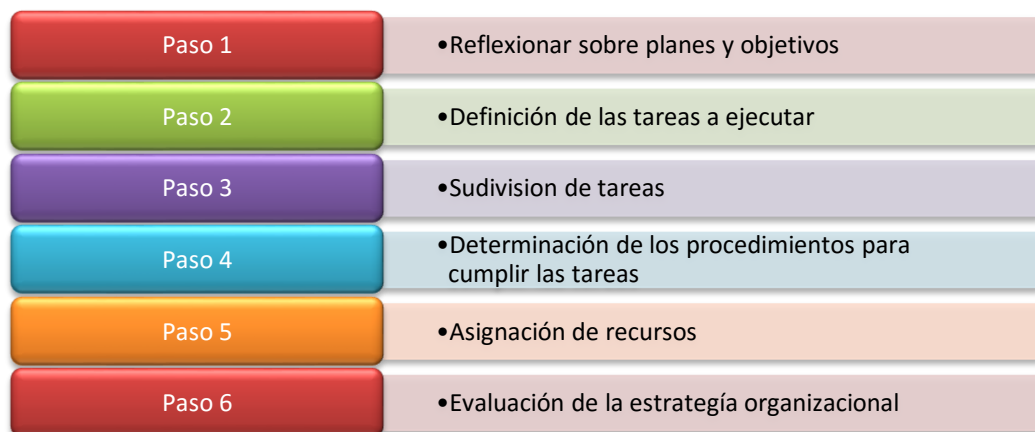 Paso 1
•Reflexionar sobre planes y objetivos
Paso 2
•Definición de las tareas a ejecutar
Paso 3
•Sudivision de tareas
Paso 4
•Determinación de los procedimientos para
cumplir las tareas
Paso 5
•Asignación de recursos
Paso 6
•Evaluación de la estrategía organizacional